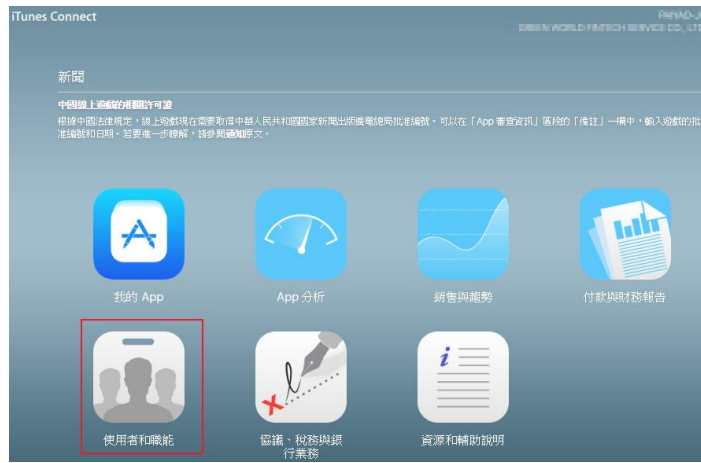 iTunes Connect
GREEN WORLD FINTECH SERVICE CO., LTD
新聞
中國線上遊戲的相關許可證
根據中國法律規定，線上遊戲現在需要取得中華人民共和國國家新聞出版廣電總局批准編號。可以在「App 審查資訊」區段的「備註」一欄中，輸入遊戲的批
准編號和日期。若要進一步瞭解，請參閱通知原文。
我的 App
App 分析
銷售與趨勢
付款與財務報告
使用者和職能
協議、稅務與銀
行業務
資源和輔助說明